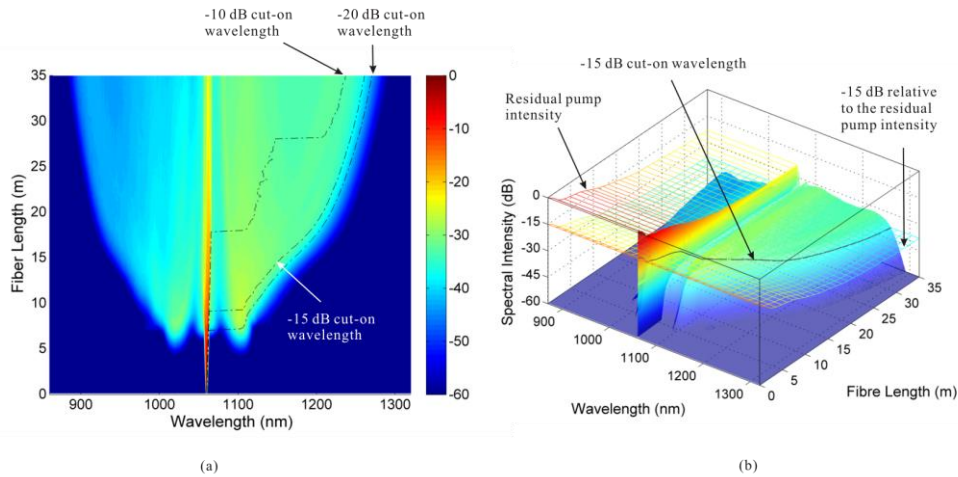 -10 dB cut-on
wavelength
-20 dB cut-on
wavelength
35
30
25
20
15
10
5
0
Fiber Length (m)
900
1000
1100
1200
1300
Wavelength (nm)
-15 dB cut-on
wavelength
0
-10
-20
-30
-40
-50
-60
(a)
-15 dB cut-on wavelength
Residual pump
intensity
-15 dB relative
to the residual
pump intensity
Spectral Intensity (dB)
0
-15
-30
-45
-60
900
1000
1100
1200
1300
Wavelength (nm)
0
5
10
15
20
25
30
35
Fibre Length (m)
(b)